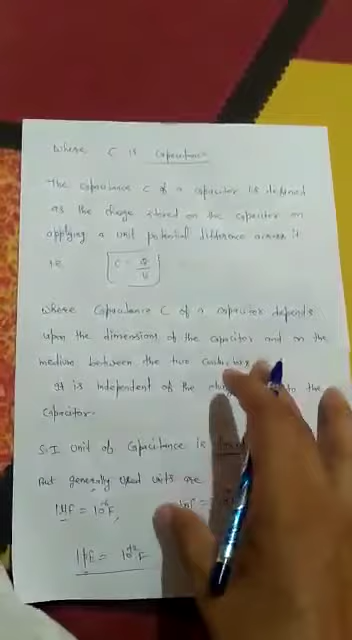 Where C is Capacitance
The Capacitance C of a capacitor is defined
as the charge stored on the capacitor on
applying a unit potential difference across it
ie C = Q/V
Where Capacitance C of a capacitor depends
upon the dimensions of the capacitor and on the
medium between the two conductors
It is independent of the to the
Capacitor.
S.I unit of Capacitance is
But generally used units are
1μF = 10⁻⁶F,
1pF = 10⁻¹²F